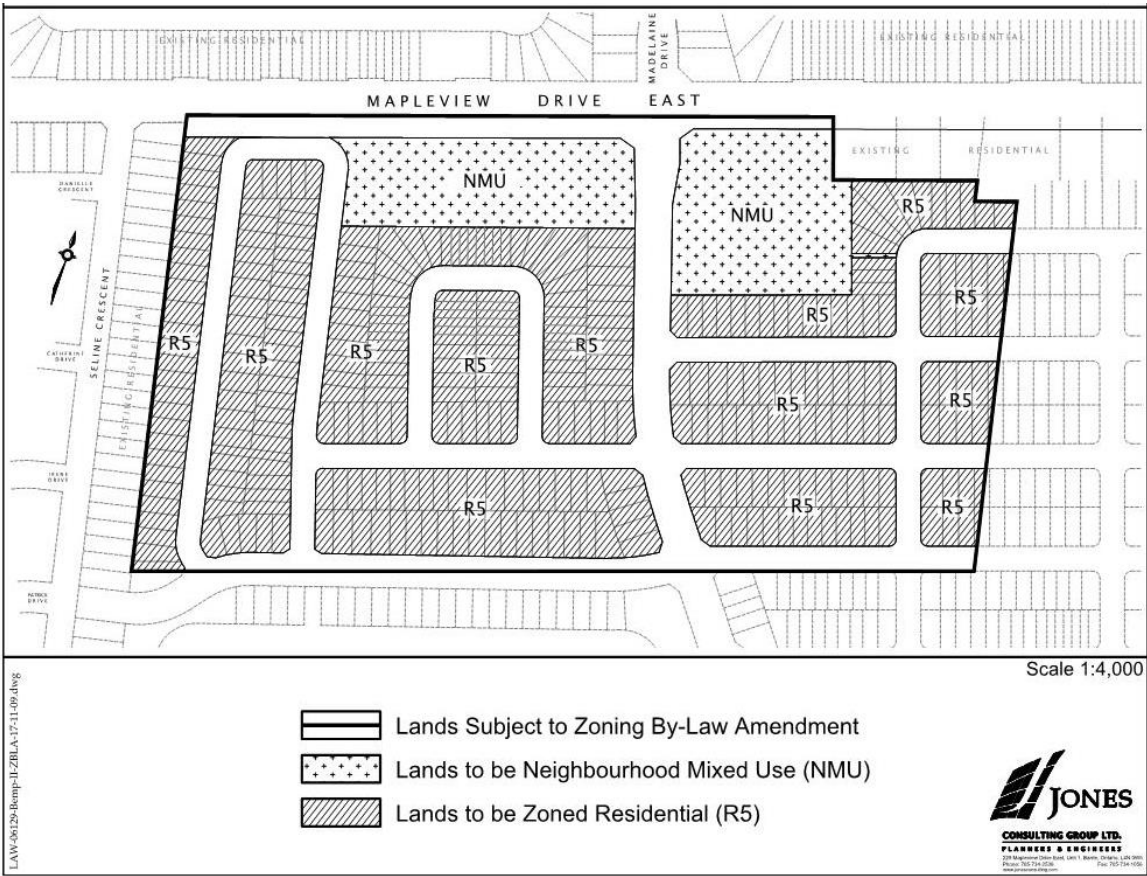 EXISTING RESIDENTIAL
MADELAINE
DRIVE
EXISTING RESIDENTIAL
MAPLEVIEW DRIVE EAST
EXISTING RESIDENTIAL
DANIELLE
CRESCENT
NMU
NMU
R5
SELINE CRESCENT
EXISTING RESIDENTIAL
CATHERINE
DRIVE
R5
R5
R5
R5
R5
R5
R5
R5
R5
IRENE
DRIVE
R5
R5
R5
PATRICK
DRIVE
Scale 1:4,000
LAW-06129-Bemp-II-ZBLA-17-11-09.dwg
Lands Subject to Zoning By-Law Amendment
Lands to be Neighbourhood Mixed Use (NMU)
Lands to be Zoned Residential (R5)
JONES
CONSULTING GROUP LTD.
PLANNERS & ENGINEERS